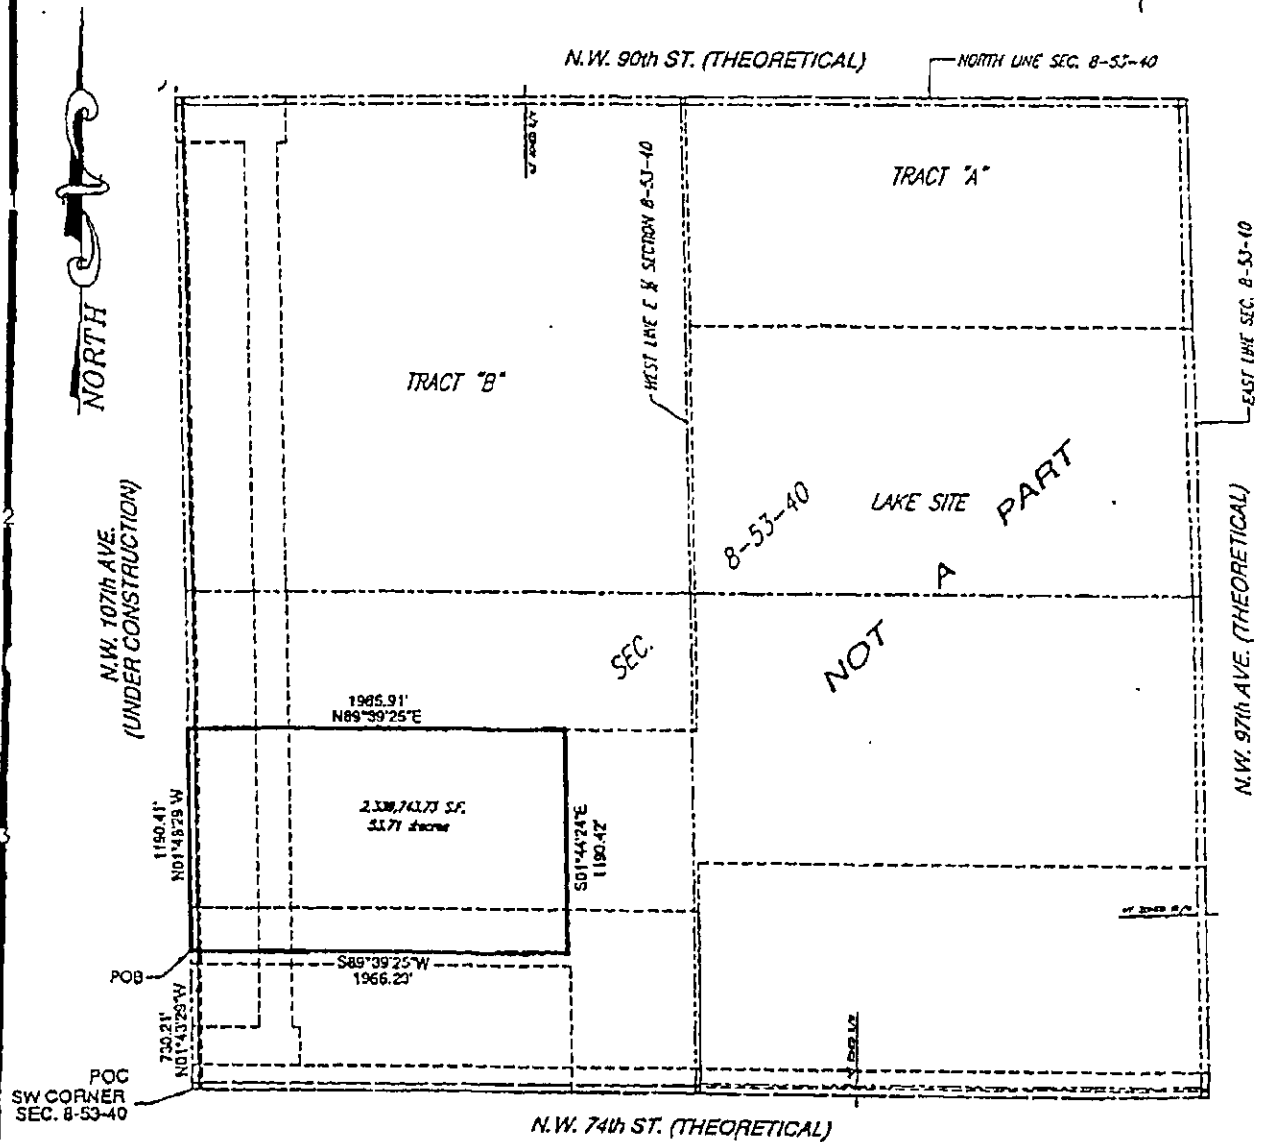 N.W. 90th ST. (THEORETICAL)
NORTH LINE SEC. 8-53-40
NORTH
TRACT "A"
WEST LINE E ½ SECTION 8-53-40
EAST LINE SEC. 8-53-40
TRACT "B"
8-53-40
LAKE SITE
PART
A
NOT
SEC.
N.W. 107th AVE.
(UNDER CONSTRUCTION)
N.W. 97th AVE. (THEORETICAL)
1965.91'
N89°39'25"E
53.71 acres
1190.41'
N01°43'29"W
S01°44'24"E
1190.42'
POB
S89°39'25"W
1966.23'
730.21'
N01°43'29"W
POC
SW CORNER
SEC. 8-53-40
N.W. 74th ST. (THEORETICAL)